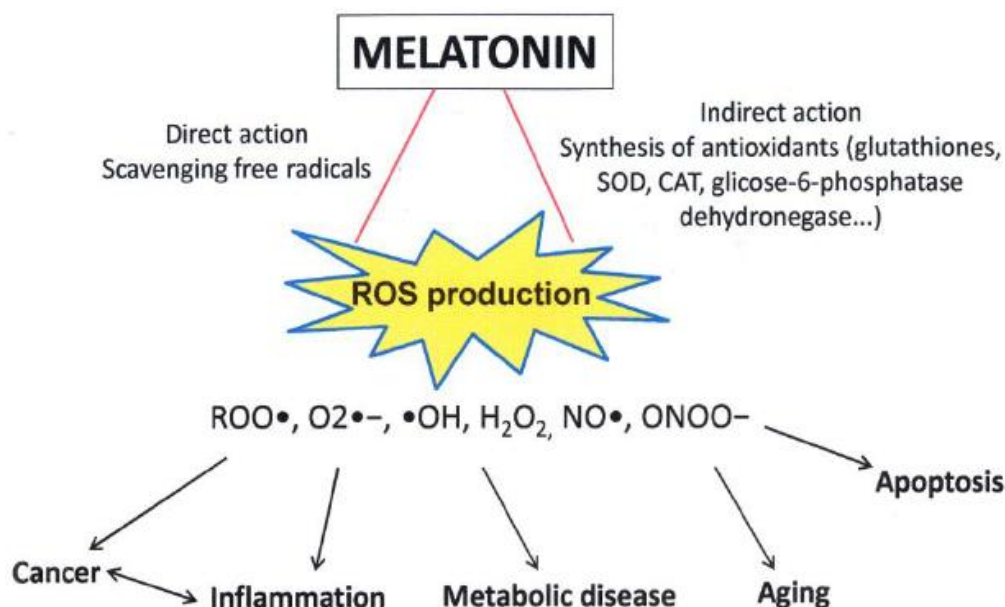 MELATONIN
Direct action
Scavenging free radicals
Indirect action
Synthesis of antioxidants (glutathiones,
SOD, CAT, glicose-6-phosphatase
dehydronegase...)
ROS production
ROO●, O2●–, ●OH, H₂O₂, NO●, ONOO–
Apoptosis
Cancer
Inflammation
Metabolic disease
Aging